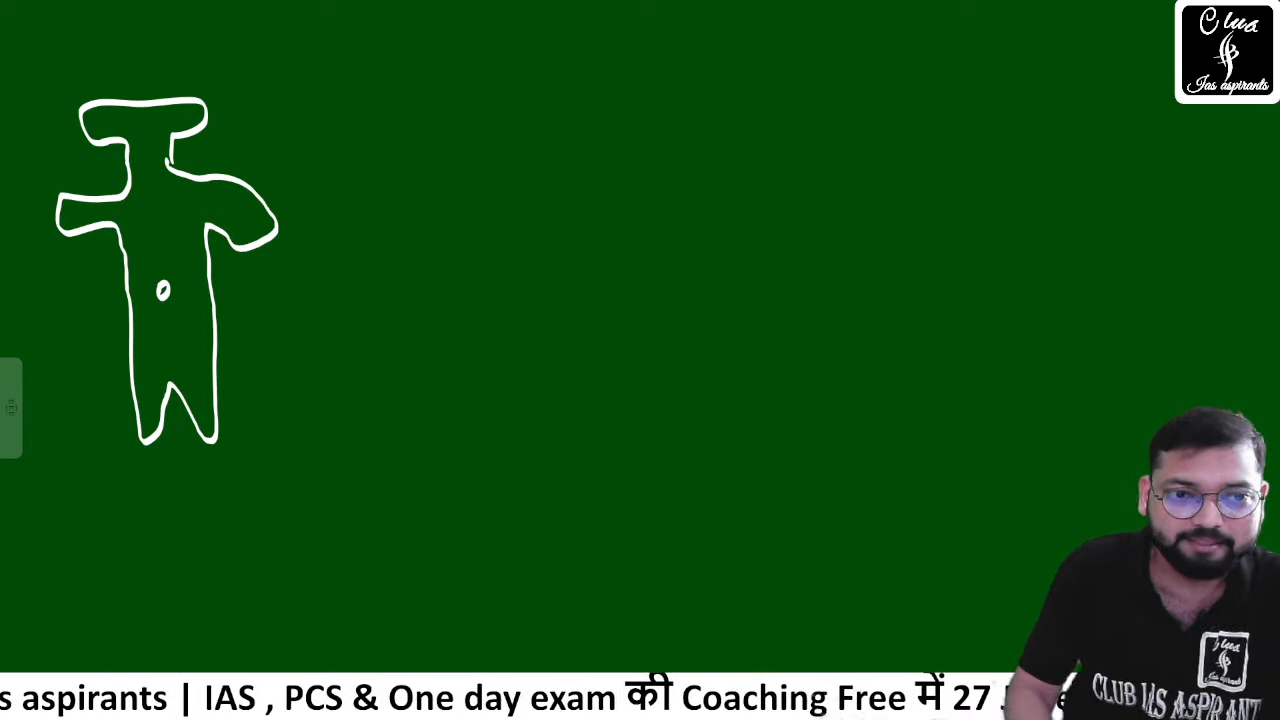 Club
Ias aspirants
s aspirants | IAS , PCS & One day exam की Coaching Free में 27
CLUB IAS ASPIRANT